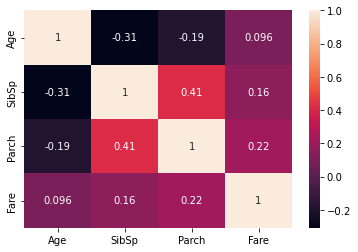 Age 1 -0.31 -0.19 0.096
SibSp -0.31 1 0.41 0.16
Parch -0.19 0.41 1 0.22
Fare 0.096 0.16 0.22 1
Age SibSp Parch Fare
1.0
0.8
0.6
0.4
0.2
0.0
-0.2